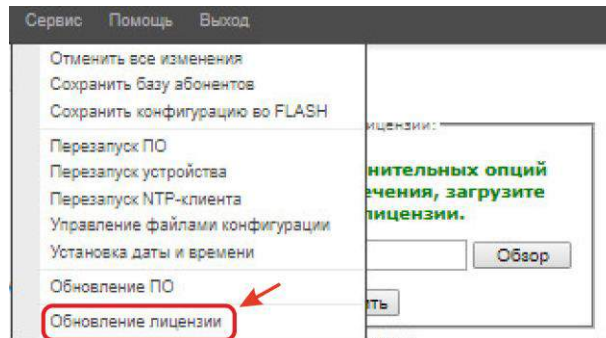 Сервис Помощь Выход
Отменить все изменения
Сохранить базу абонентов
Сохранить конфигурацию во FLASH
Перезапуск ПО
Перезапуск устройства
Перезапуск NTP-клиента
Управление файлами конфигурации
Установка даты и времени
Обновление ПО
Обновление лицензии
ицензии:
нительных опций
ечения, загрузите
лицензии.
Обзор
ить